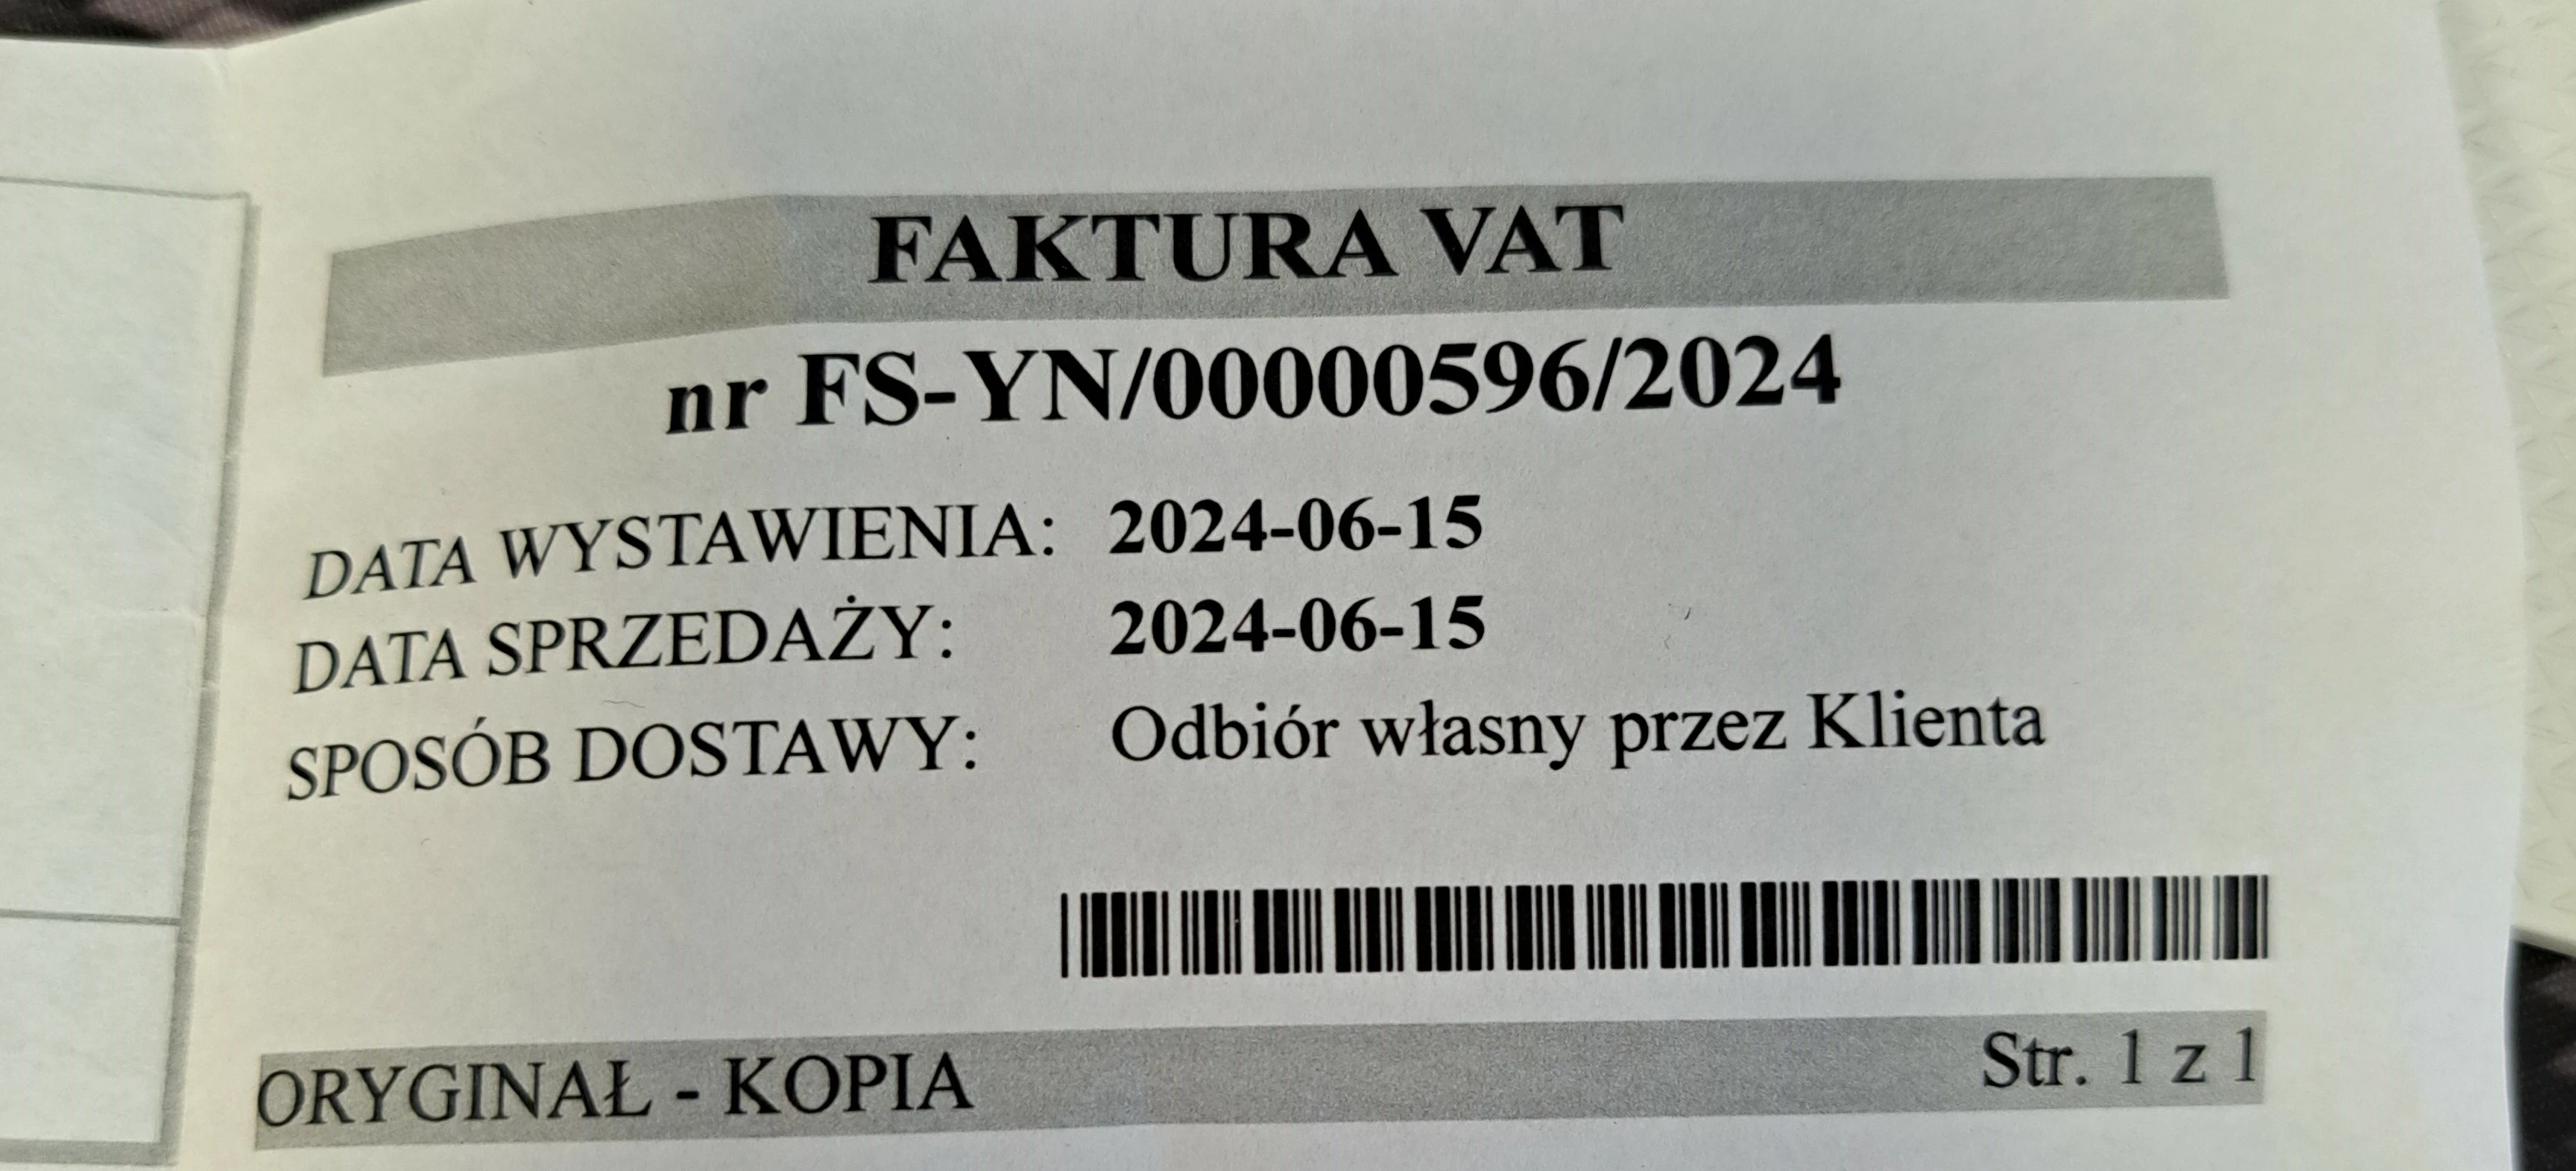 FAKTURA VAT
nr FS-YN/00000596/2024
DATA WYSTAWIENIA: 2024-06-15
DATA SPRZEDAŻY: 2024-06-15
SPOSÓB DOSTAWY: Odbiór własny przez Klienta
ORYGINAŁ - KOPIA Str. 1 z 1